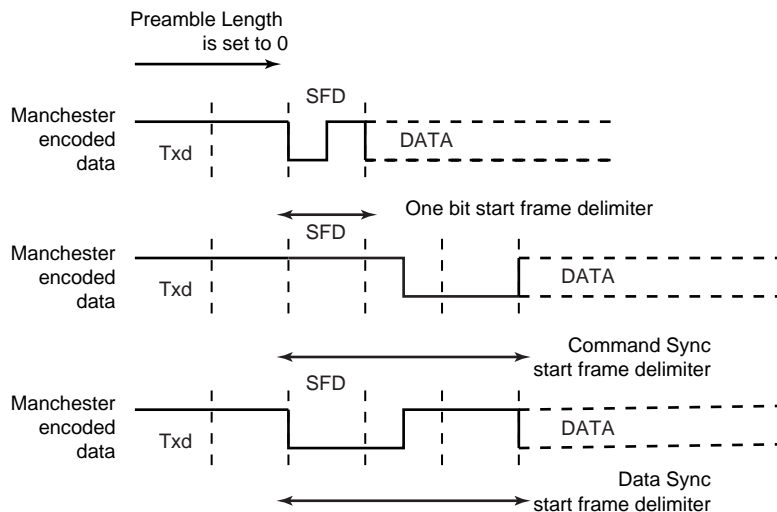 Preamble Length
is set to 0
SFD
Manchester
encoded
data
Txd
DATA
One bit start frame delimiter
SFD
Manchester
encoded
data
Txd
DATA
Command Sync
start frame delimiter
SFD
Manchester
encoded
data
Txd
DATA
Data Sync
start frame delimiter